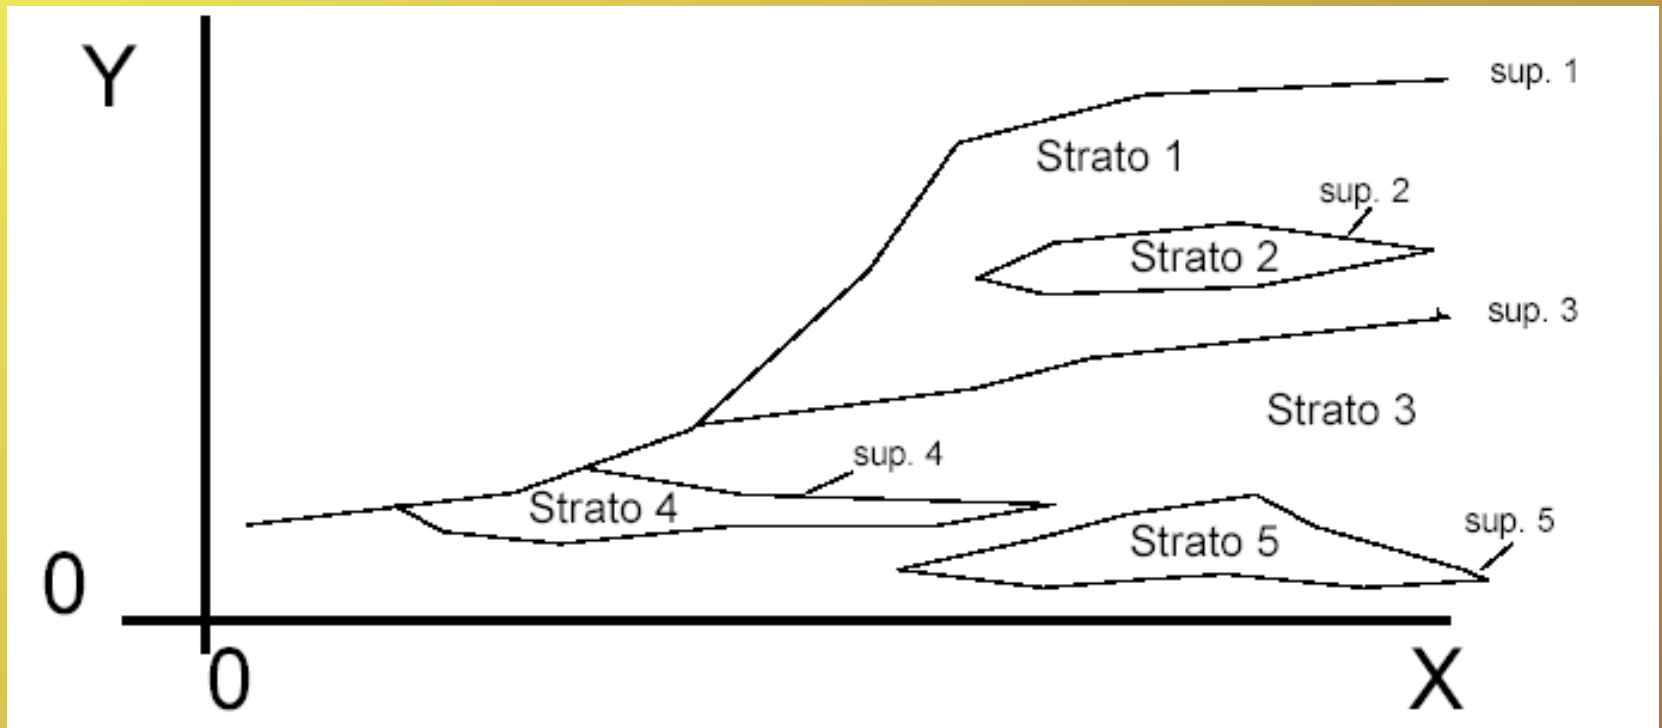 Y
sup. 1
Strato 1
sup. 2
Strato 2
sup. 3
Strato 3
sup. 4
Strato 4
sup. 5
Strato 5
0
0
X